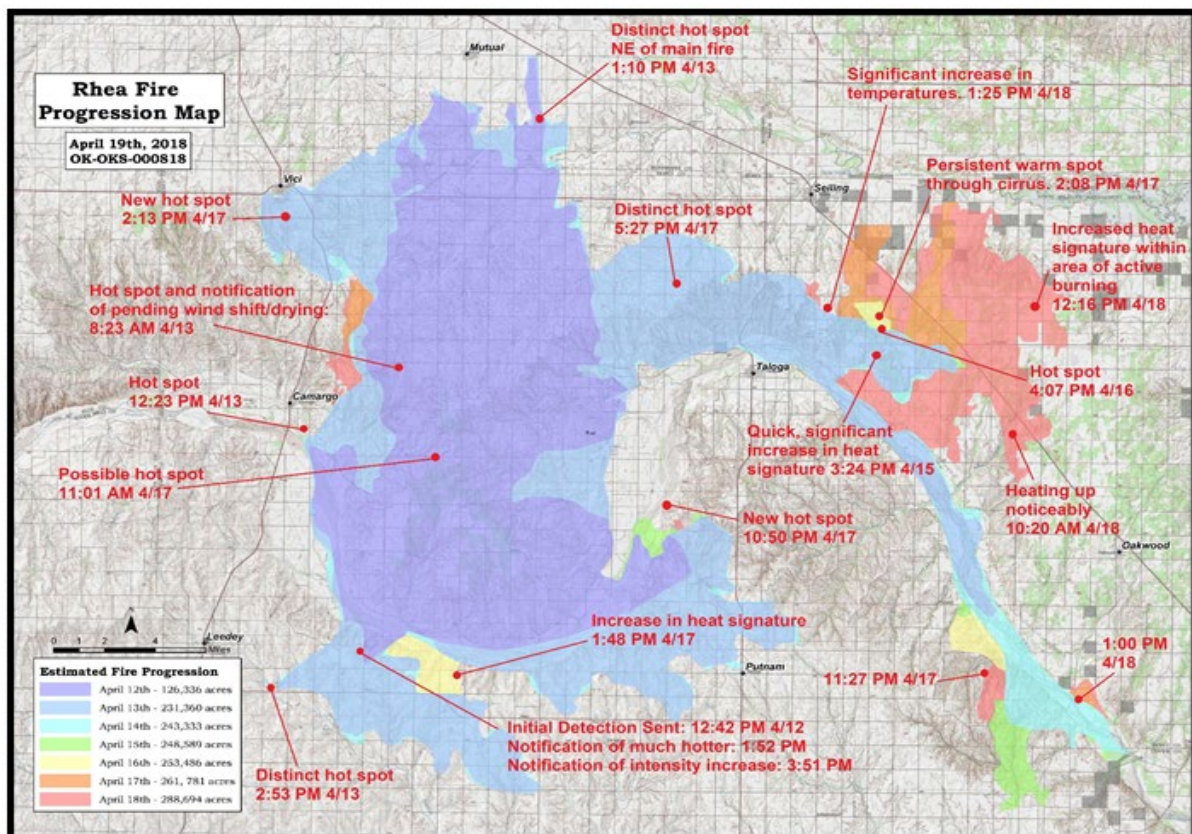 Rhea Fire
Progression Map
April 19th, 2018
OK-OKS-000818
Mutual
Distinct hot spot
NE of main fire
1:10 PM 4/13
Significant increase in
temperatures. 1:25 PM 4/18
Vici
New hot spot
2:13 PM 4/17
Seiling
Persistent warm spot
through cirrus. 2:08 PM 4/17
Distinct hot spot
5:27 PM 4/17
Increased heat
signature within
area of active
burning
12:16 PM 4/18
Hot spot and notification
of pending wind shift/drying:
8:23 AM 4/13
Hot spot
12:23 PM 4/13
Camargo
Taloga
Hot spot
4:07 PM 4/16
Quick, significant
increase in heat
signature 3:24 PM 4/15
Possible hot spot
11:01 AM 4/17
New hot spot
10:50 PM 4/17
Heating up
noticeably
10:20 AM 4/18
Oakwood
N
0 1 2 4
Miles
Leedey
Increase in heat signature
1:48 PM 4/17
Putnam
11:27 PM 4/17
1:00 PM
4/18
Initial Detection Sent: 12:42 PM 4/12
Notification of much hotter: 1:52 PM
Notification of intensity increase: 3:51 PM
Distinct hot spot
2:53 PM 4/13
Estimated Fire Progression
April 12th - 126,336 acres
April 13th - 231,360 acres
April 14th - 243,333 acres
April 15th - 248,589 acres
April 16th - 253,486 acres
April 17th - 261, 781 acres
April 18th - 288,694 acres